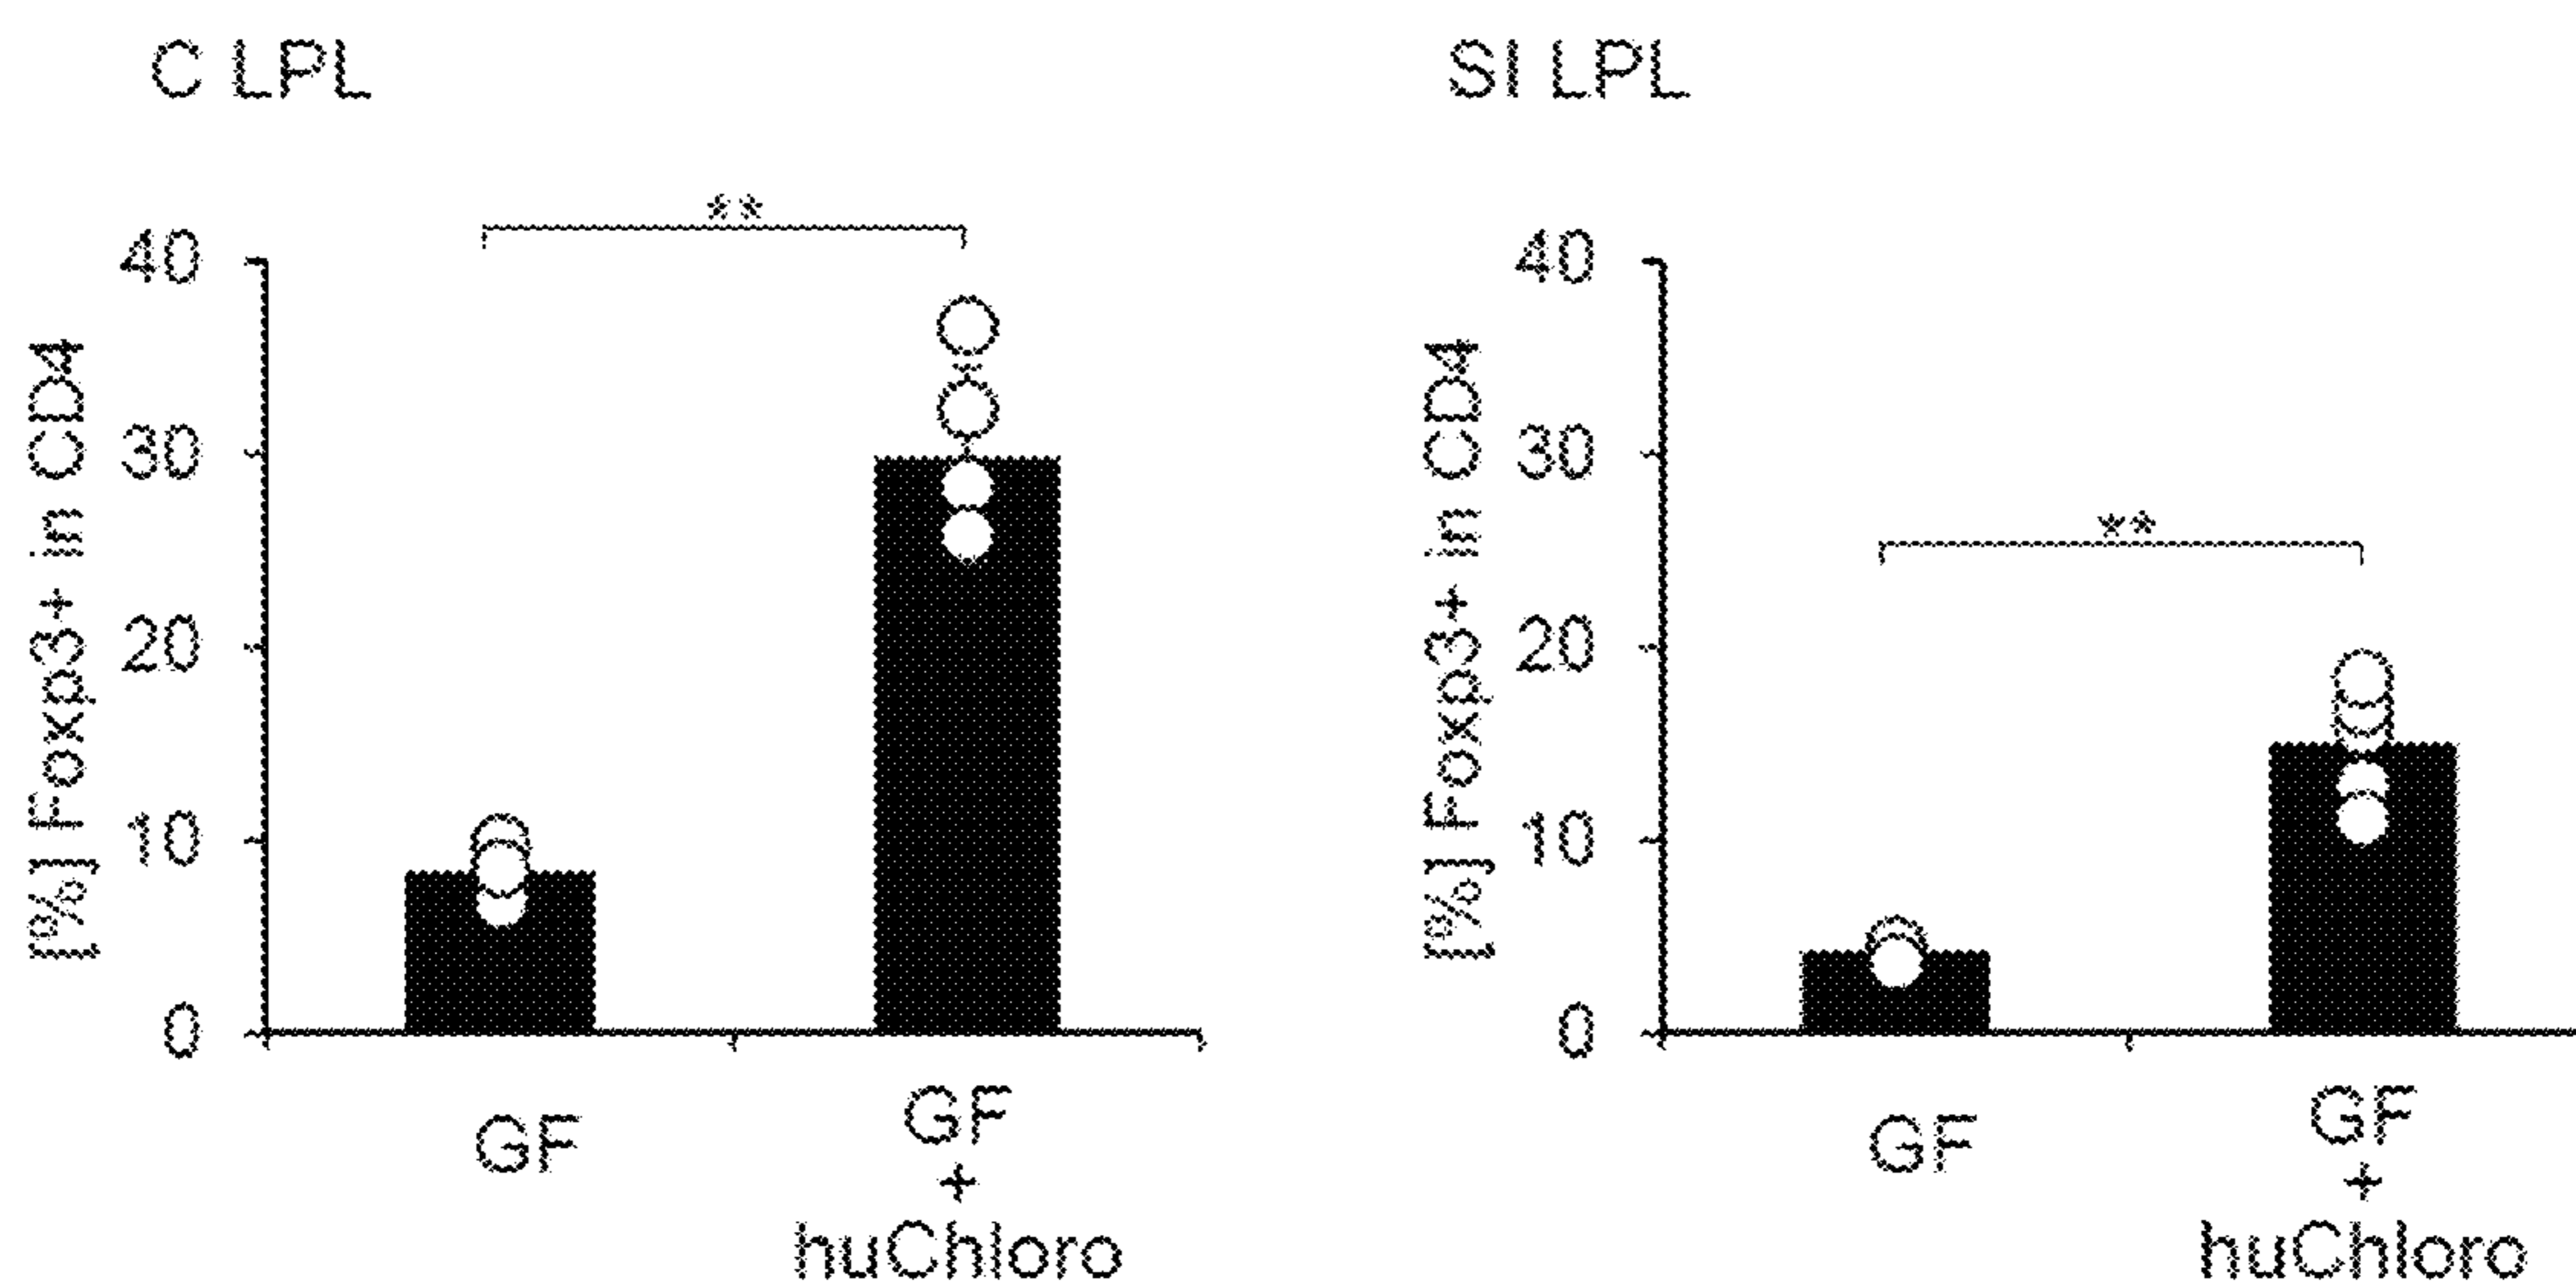 C LPL
**
[%] Foxp3+ in CD4
40
30
20
10
0
GF
GF
+
huChloro
SI LPL
**
[%] Foxp3+ in CD4
40
30
20
10
0
GF
GF
+
huChloro